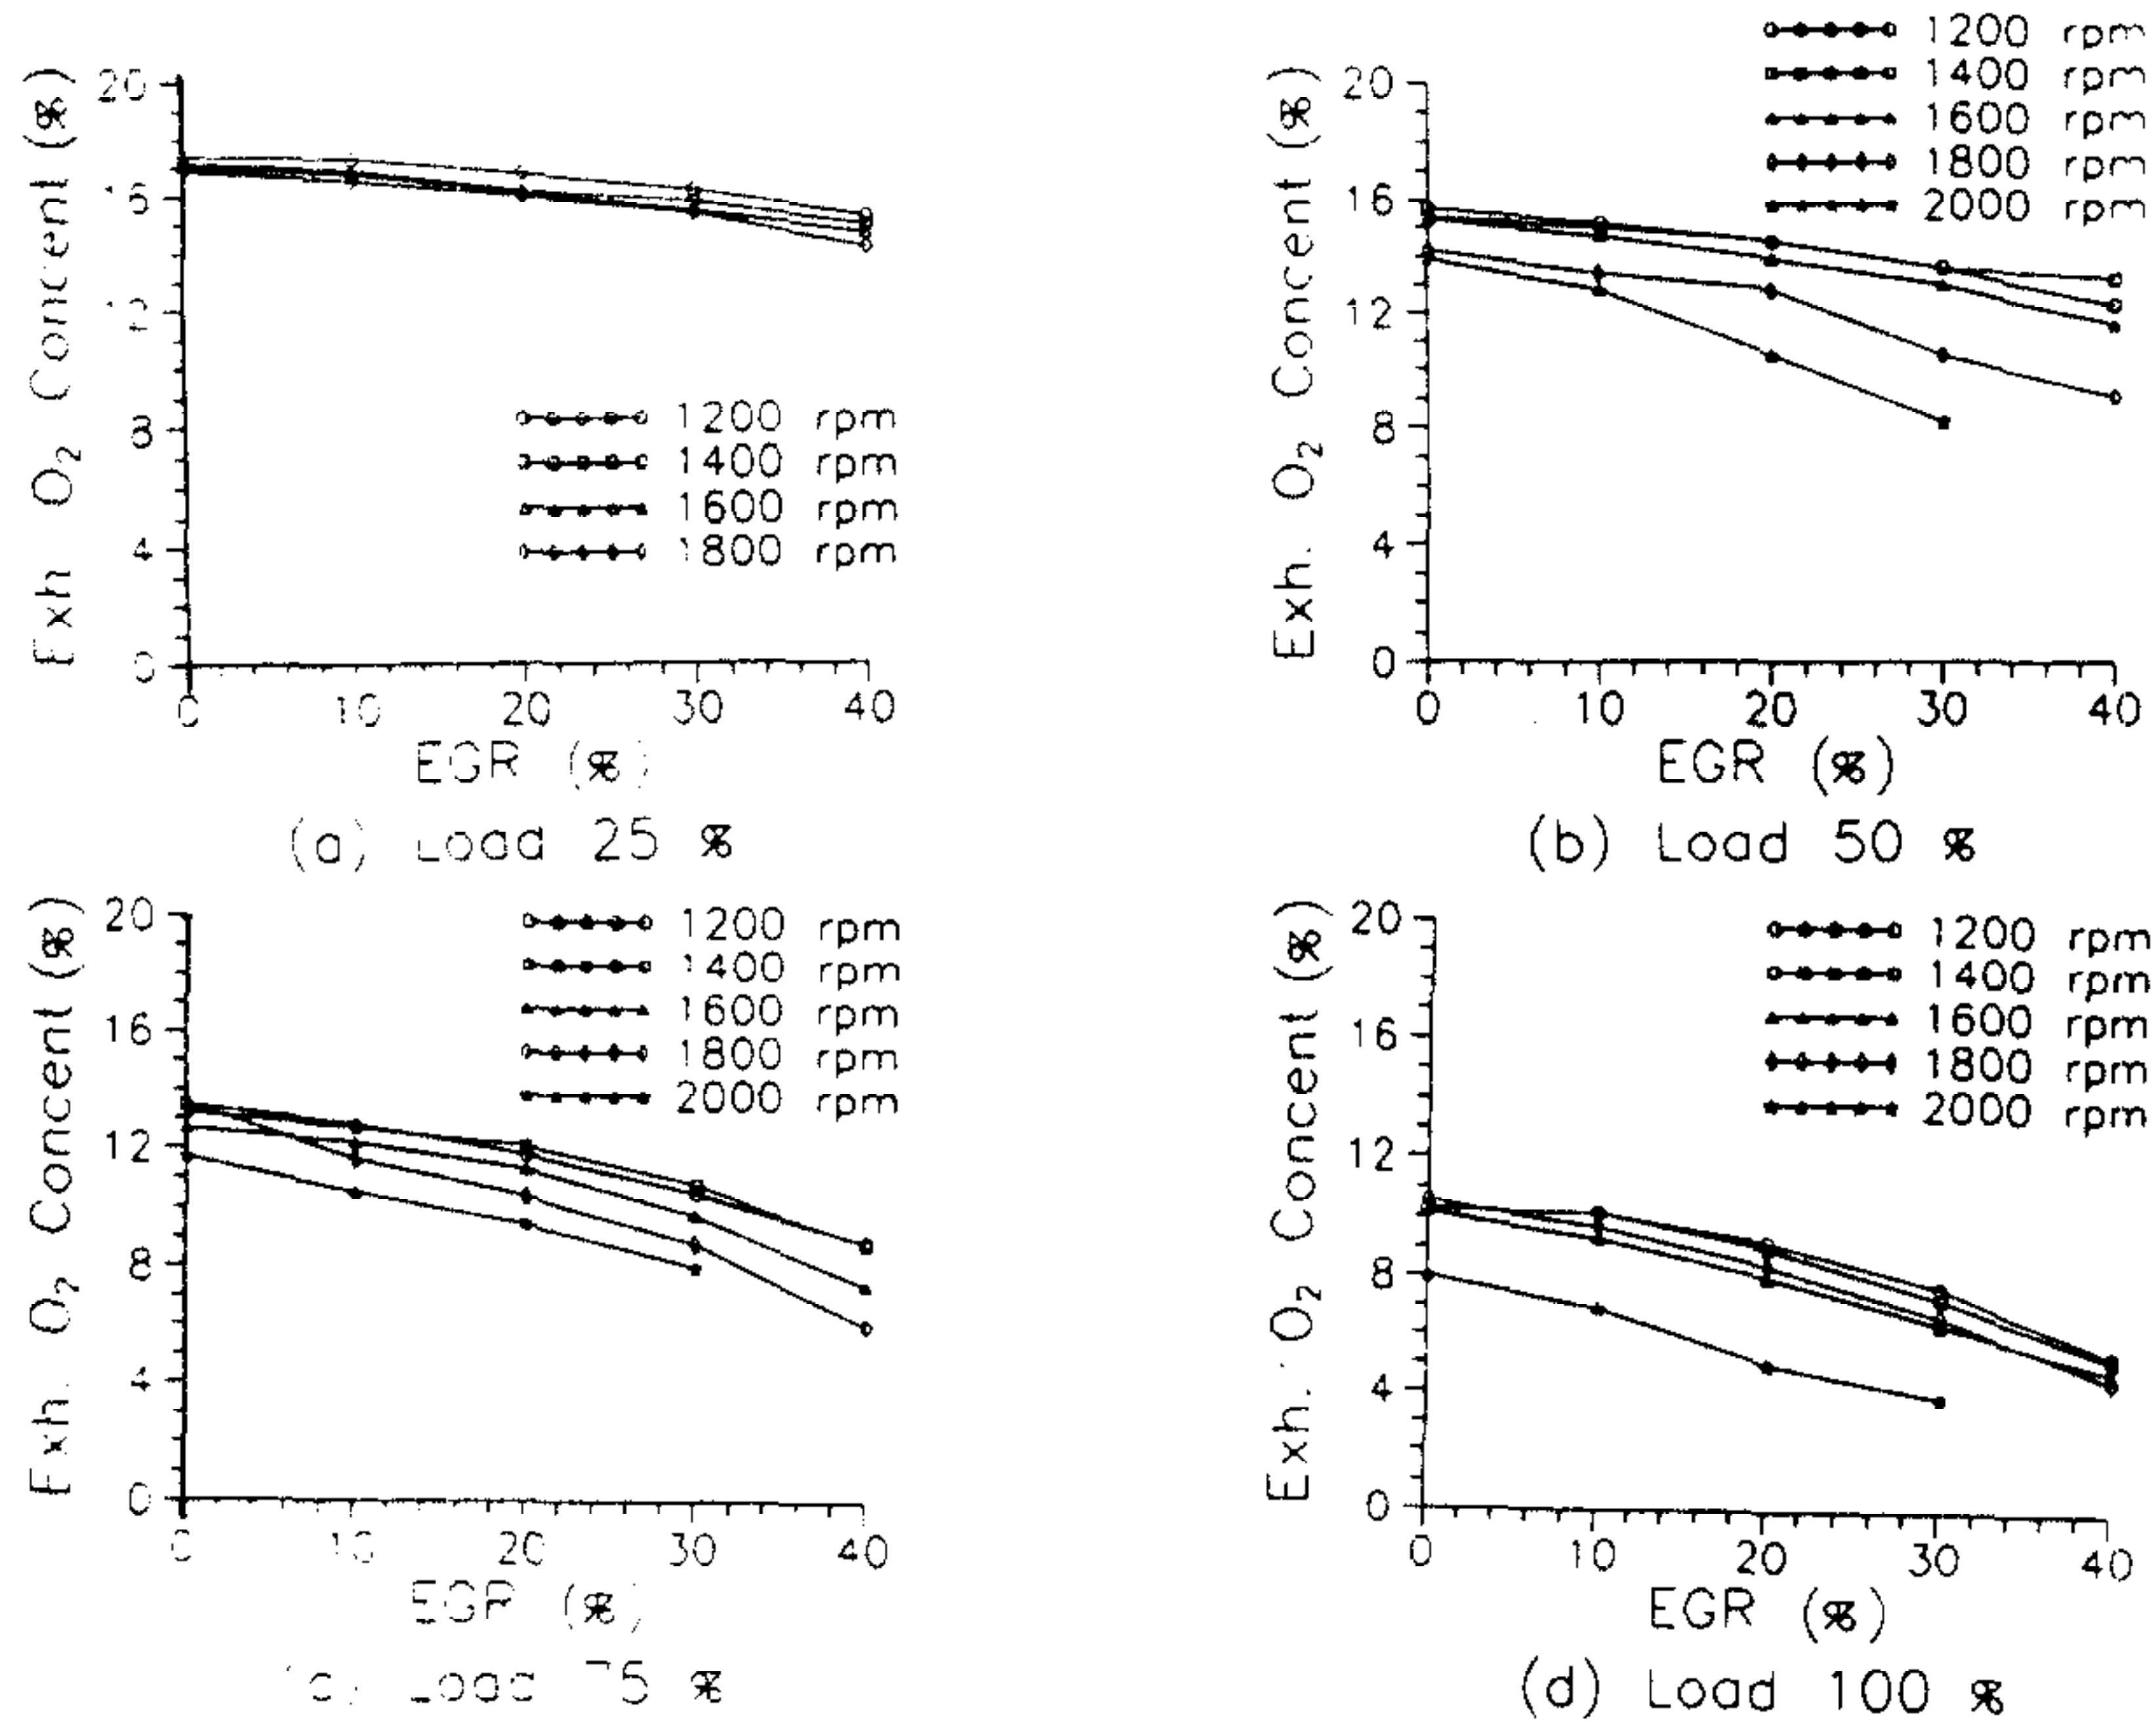 Exh O₂ Concent (%)
20
16
12
8
4
0
0 10 20 30 40
EGR (%)
1200 rpm
1400 rpm
1600 rpm
1800 rpm
(a) Load 25 %
Exh. O₂ Concent (%)
20
16
12
8
4
0
0 10 20 30 40
EGR (%)
1200 rpm
1400 rpm
1600 rpm
1800 rpm
2000 rpm
(b) Load 50 %
Exh. O₂ Concent (%)
20
16
12
8
4
0
0 10 20 30 40
EGR (%)
1200 rpm
1400 rpm
1600 rpm
1800 rpm
2000 rpm
(c) Load 75 %
Exh. O₂ Concent (%)
20
16
12
8
4
0
0 10 20 30 40
EGR (%)
1200 rpm
1400 rpm
1600 rpm
1800 rpm
2000 rpm
(d) Load 100 %